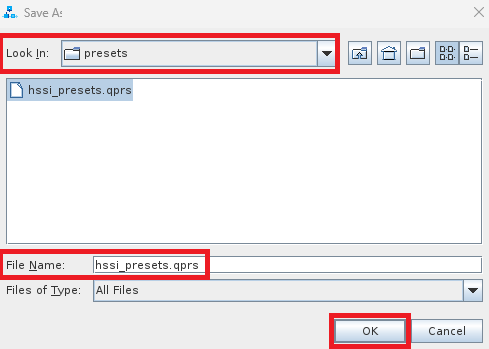 Save As
Look In:
presets
hssi_presets.qprs
File Name:
hssi_presets.qprs
Files of Type:
All Files
OK
Cancel